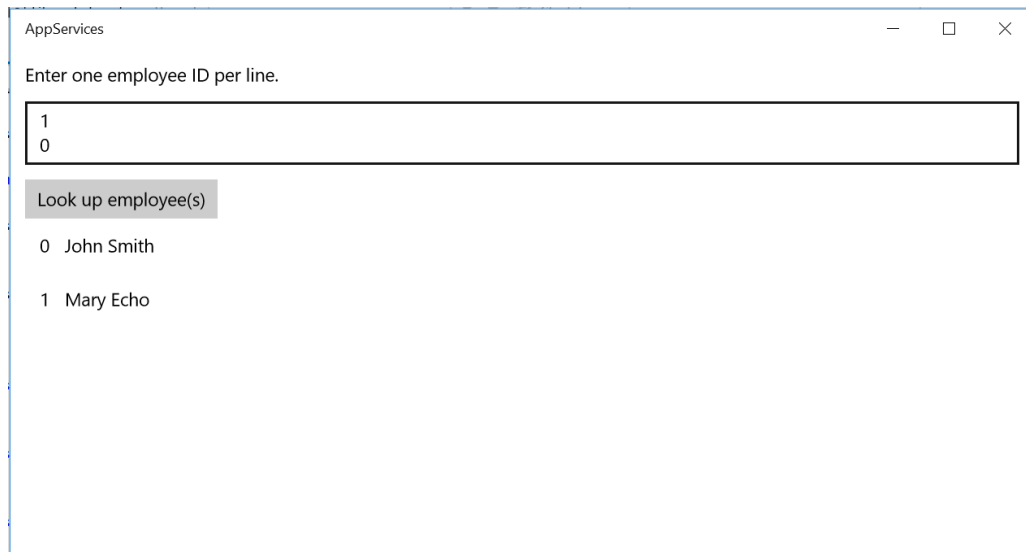 AppServices
Enter one employee ID per line.
1
0
Look up employee(s)
0 John Smith
1 Mary Echo